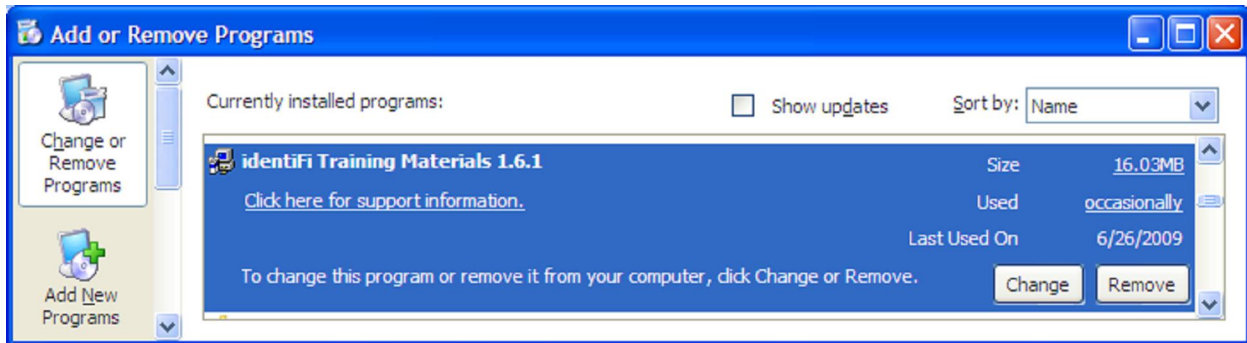 Add or Remove Programs
Change or
Remove
Programs
Add New
Programs
Currently installed programs:
Show updates
Sort by: Name
identiFi Training Materials 1.6.1
Size 16.03MB
Click here for support information.
Used occasionally
Last Used On 6/26/2009
To change this program or remove it from your computer, click Change or Remove.
Change Remove